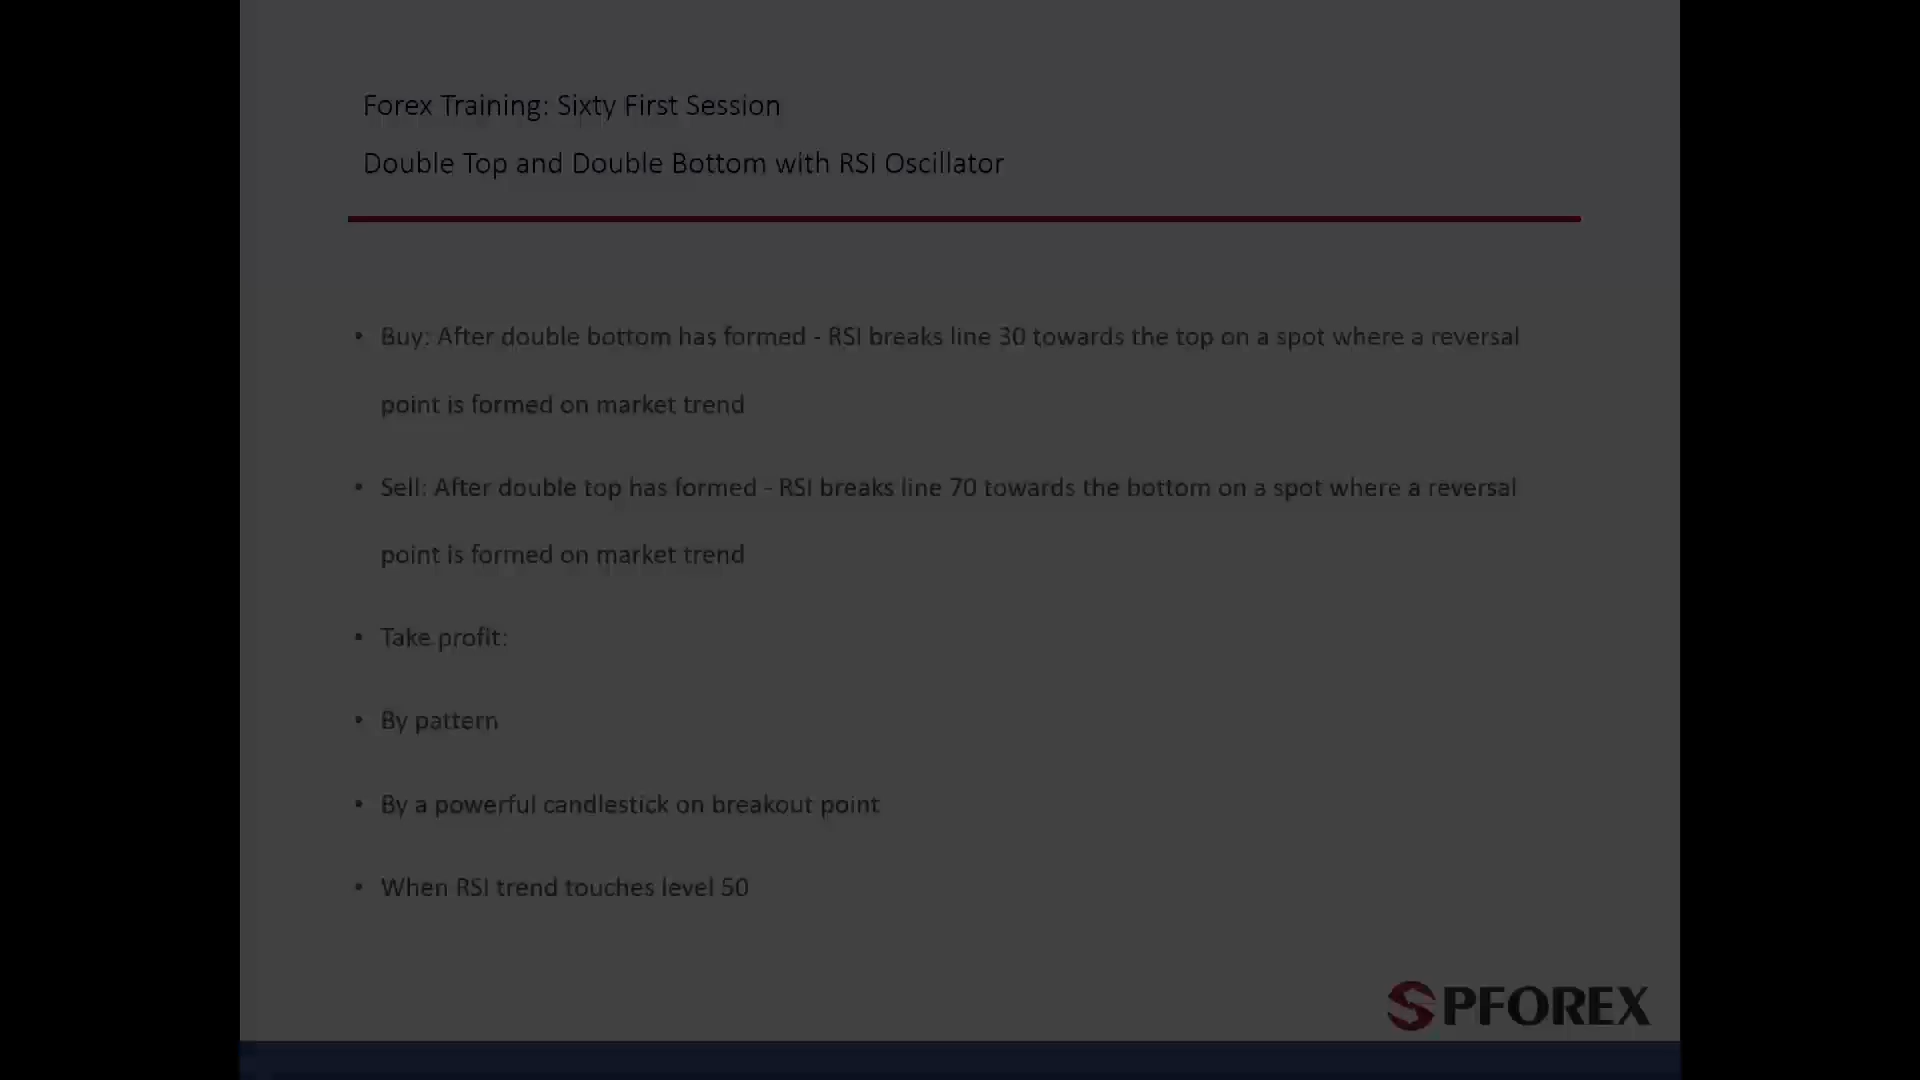 Forex Training: Sixty First Session
Double Top and Double Bottom with RSI Oscillator
• Buy: After double bottom has formed - RSI breaks line 30 towards the top on a spot where a reversal
point is formed on market trend
• Sell: After double top has formed - RSI breaks line 70 towards the bottom on a spot where a reversal
point is formed on market trend
• Take profit:
• By pattern
• By a powerful candlestick on breakout point
• When RSI trend touches level 50
SPFOREX